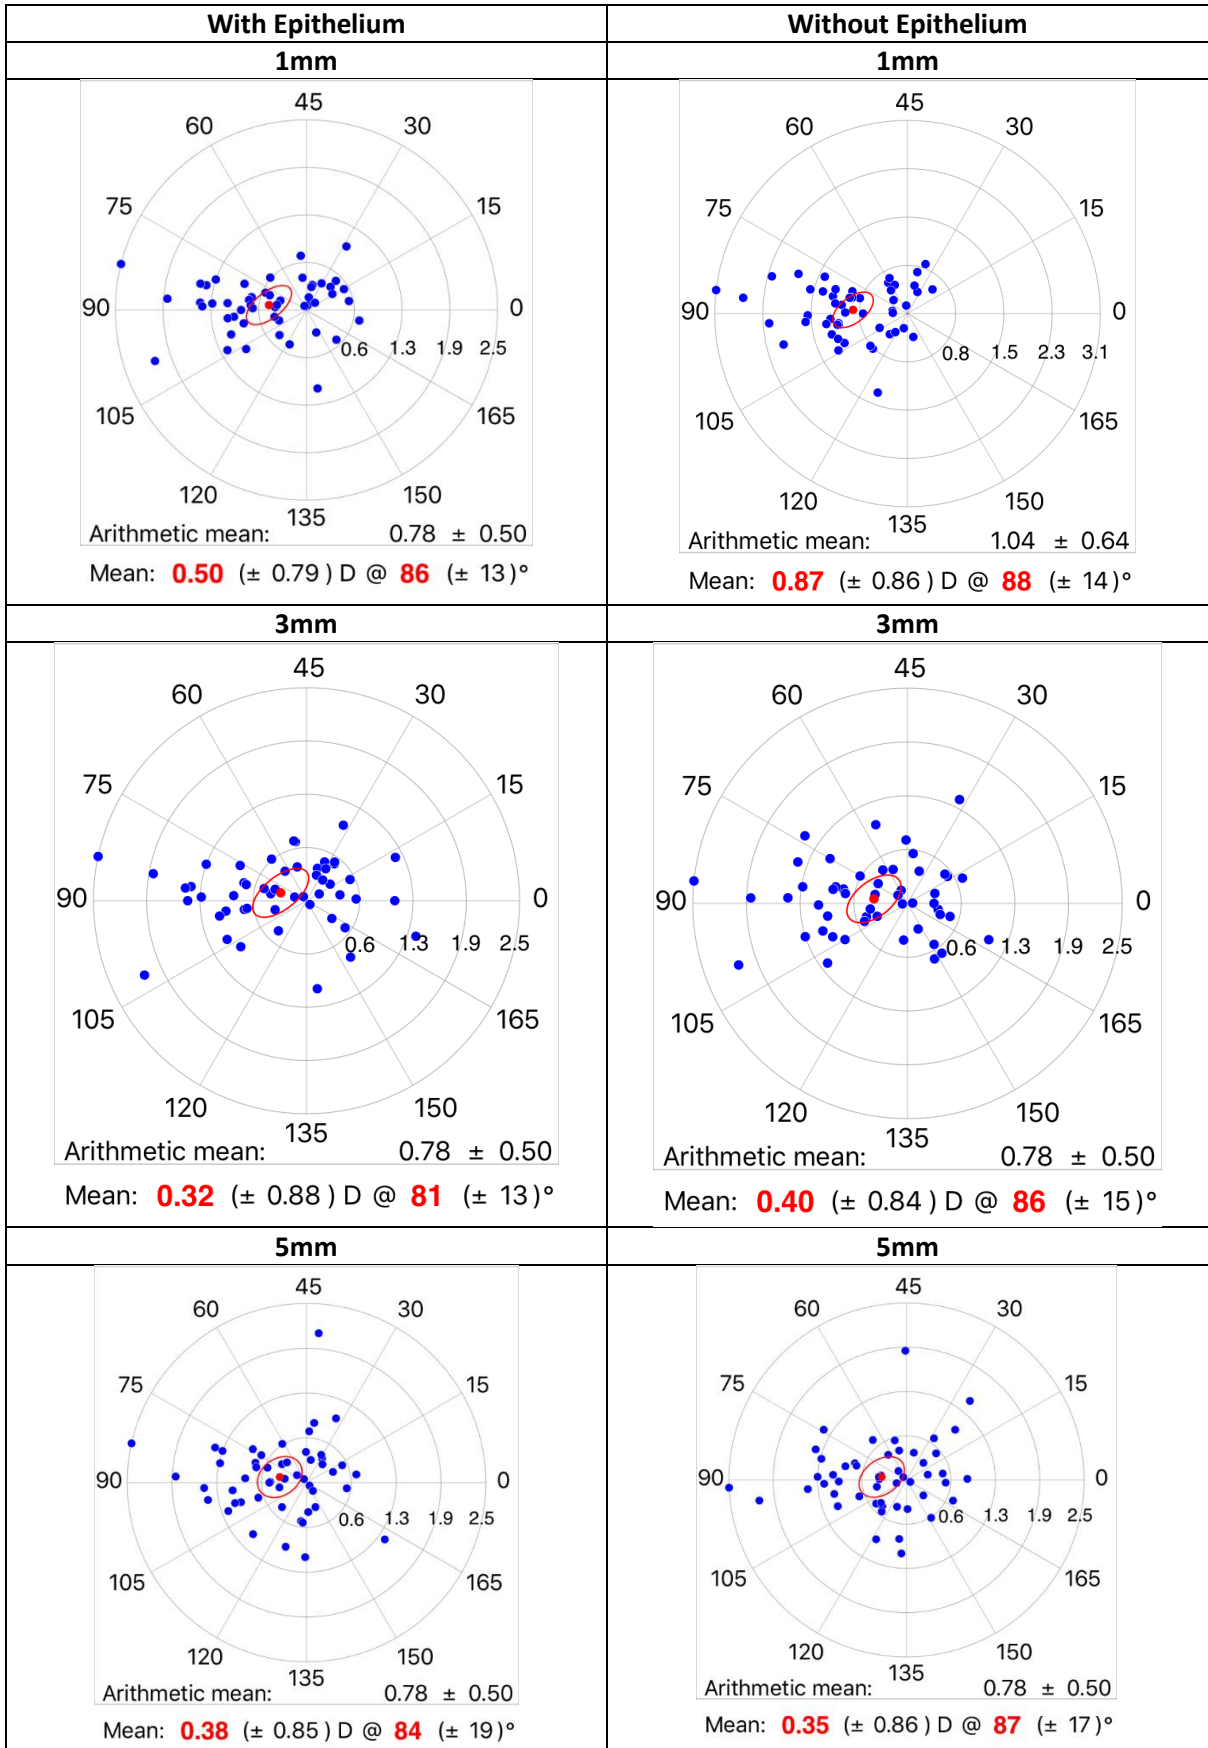 With Epithelium
Without Epithelium
1mm
1mm
45
60
30
75
15
90
0
0.6 1.3 1.9 2.5
105
165
120
150
135
Arithmetic mean: 0.78 ± 0.50
Mean: 0.50 (± 0.79) D @ 86 (± 13)°
45
60
30
75
15
90
0
0.8 1.5 2.3 3.1
105
165
120
150
135
Arithmetic mean: 1.04 ± 0.64
Mean: 0.87 (± 0.86) D @ 88 (± 14)°
3mm
3mm
45
60
30
75
15
90
0
0.6 1.3 1.9 2.5
105
165
120
150
135
Arithmetic mean: 0.78 ± 0.50
Mean: 0.32 (± 0.88) D @ 81 (± 13)°
45
60
30
75
15
90
0
0.6 1.3 1.9 2.5
105
165
120
150
135
Arithmetic mean: 0.78 ± 0.50
Mean: 0.40 (± 0.84) D @ 86 (± 15)°
5mm
5mm
45
60
30
75
15
90
0
0.6 1.3 1.9 2.5
105
165
120
150
135
Arithmetic mean: 0.78 ± 0.50
Mean: 0.38 (± 0.85) D @ 84 (± 19)°
45
60
30
75
15
90
0
0.6 1.3 1.9 2.5
105
165
120
150
135
Arithmetic mean: 0.78 ± 0.50
Mean: 0.35 (± 0.86) D @ 87 (± 17)°